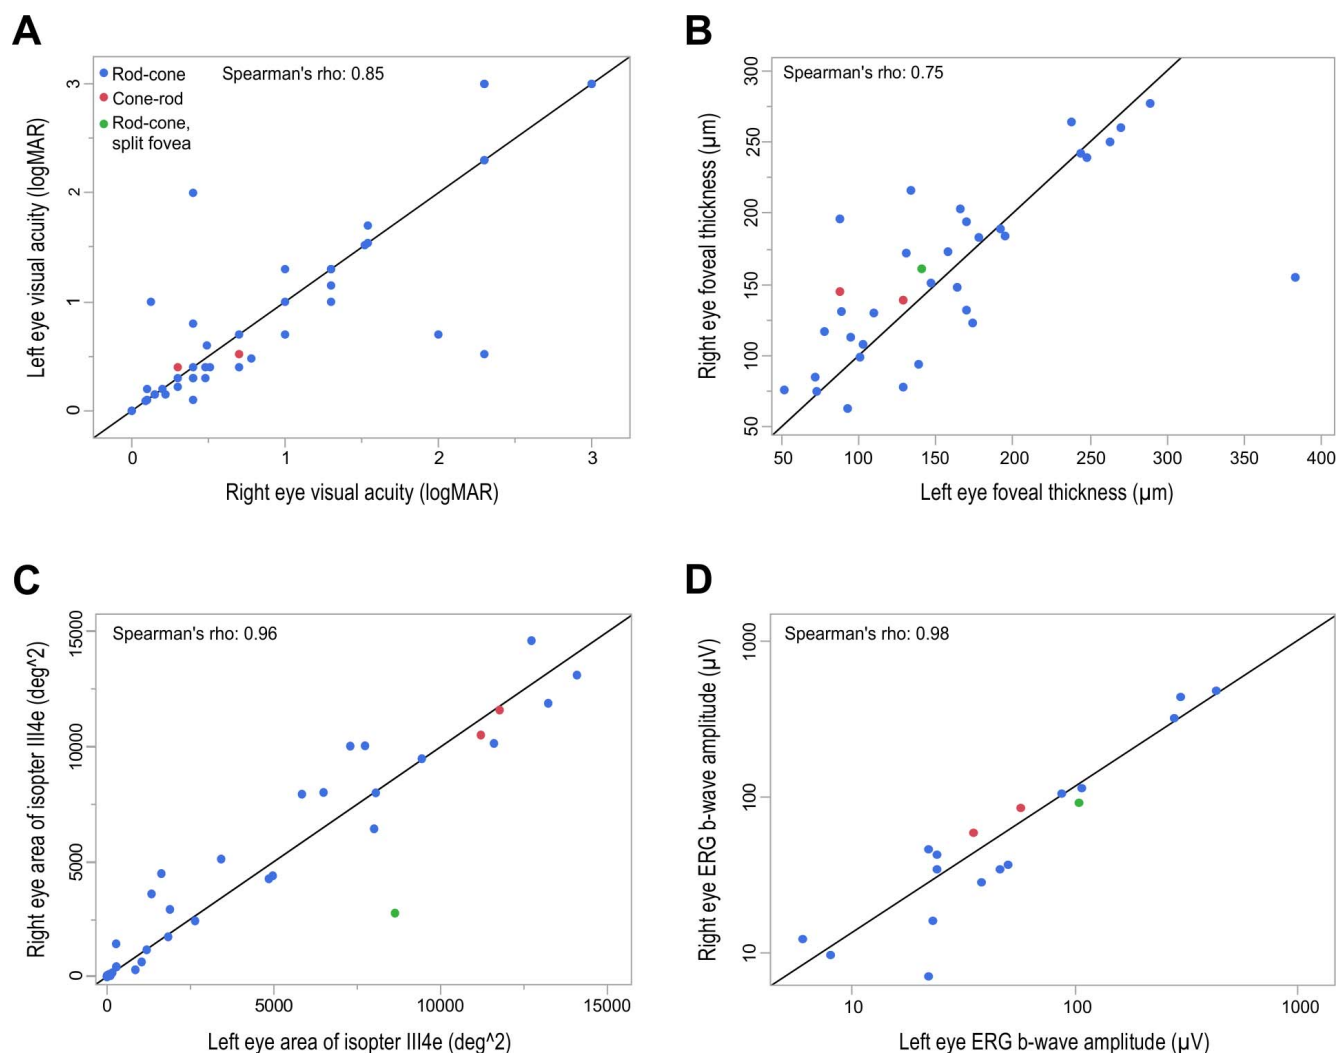 A
Rod-cone
Cone-rod
Rod-cone,
split fovea
Spearman's rho: 0.85
Left eye visual acuity (logMAR)
3
2
1
0
0 1 2 3
Right eye visual acuity (logMAR)
B
Spearman's rho: 0.75
Right eye foveal thickness (µm)
300
250
200
150
100
50
50 100 150 200 250 300 350 400
Left eye foveal thickness (µm)
C
Spearman's rho: 0.96
Right eye area of isopter III4e (deg^2)
15000
10000
5000
0
0 5000 10000 15000
Left eye area of isopter III4e (deg^2)
D
Spearman's rho: 0.98
Right eye ERG b-wave amplitude (µV)
1000
100
10
10 100 1000
Left eye ERG b-wave amplitude (µV)